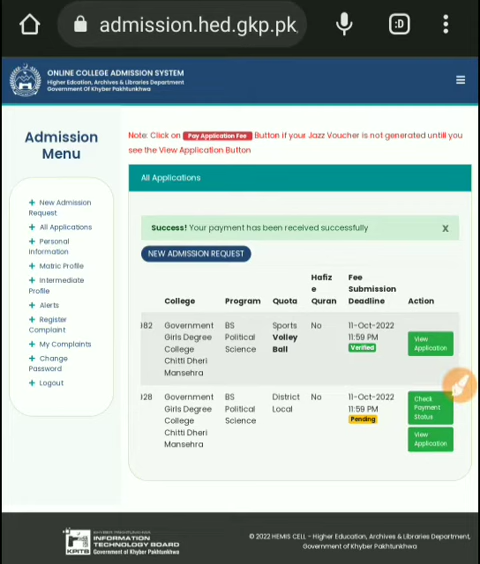 admission.hed.gkp.pk
:D
ONLINE COLLEGE ADMISSION SYSTEM
Higher Edcation, Archives & Libraries Department
Government Of Khyber Pakhtunkhwa
Admission
Menu
+ New Admission
Request
+ All Applications
+ Personal
Information
+ Matric Profile
+ Intermediate
Profile
+ Alerts
+ Register
Complaint
+ My Complaints
+ Change
Password
+ Logout
Note: Click on Pay Application Fee Button if your Jazz Voucher is not generated untill you
see the View Application Button
All Applications
Success! Your payment has been received successfully X
NEW ADMISSION REQUEST
College Program Quota Hafiz e Quran Fee Submission Deadline Action
Government Girls Degree College Chitti Dheri Mansehra BS Political Science Sports Volley Ball No 11-Oct-2022 11:59 PM Verified View Application
Government Girls Degree College Chitti Dheri Mansehra BS Political Science District Local No 11-Oct-2022 11:59 PM Pending Check Payment Status View Application
KPITB
KHYBER PAKHTUNKHWA
INFORMATION
TECHNOLOGY BOARD
Government of Khyber Pakhtunkhwa
© 2022 HEMIS CELL - Higher Education, Archives & Libraries Department,
Government of Khyber Pakhtunkhwa